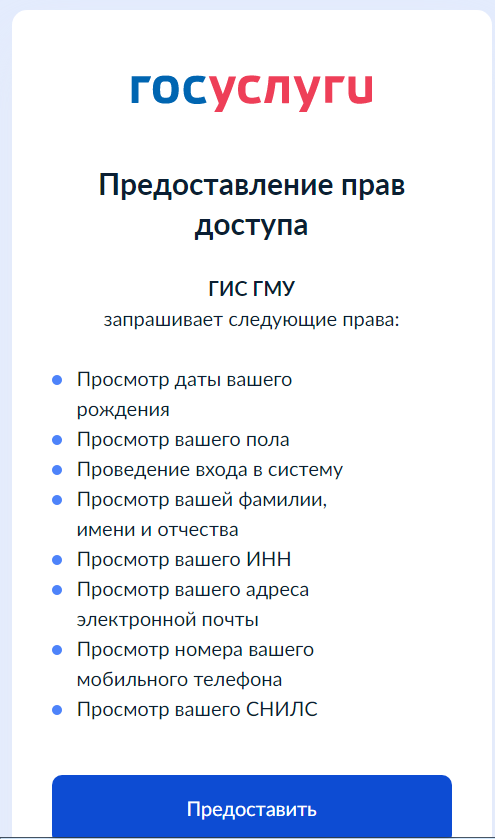 госуслуги
Предоставление прав
доступа
ГИС ГМУ
запрашивает следующие права:
Просмотр даты вашего
рождения
Просмотр вашего пола
Проведение входа в систему
Просмотр вашей фамилии,
имени и отчества
Просмотр вашего ИНН
Просмотр вашего адреса
электронной почты
Просмотр номера вашего
мобильного телефона
Просмотр вашего СНИЛС
Предоставить